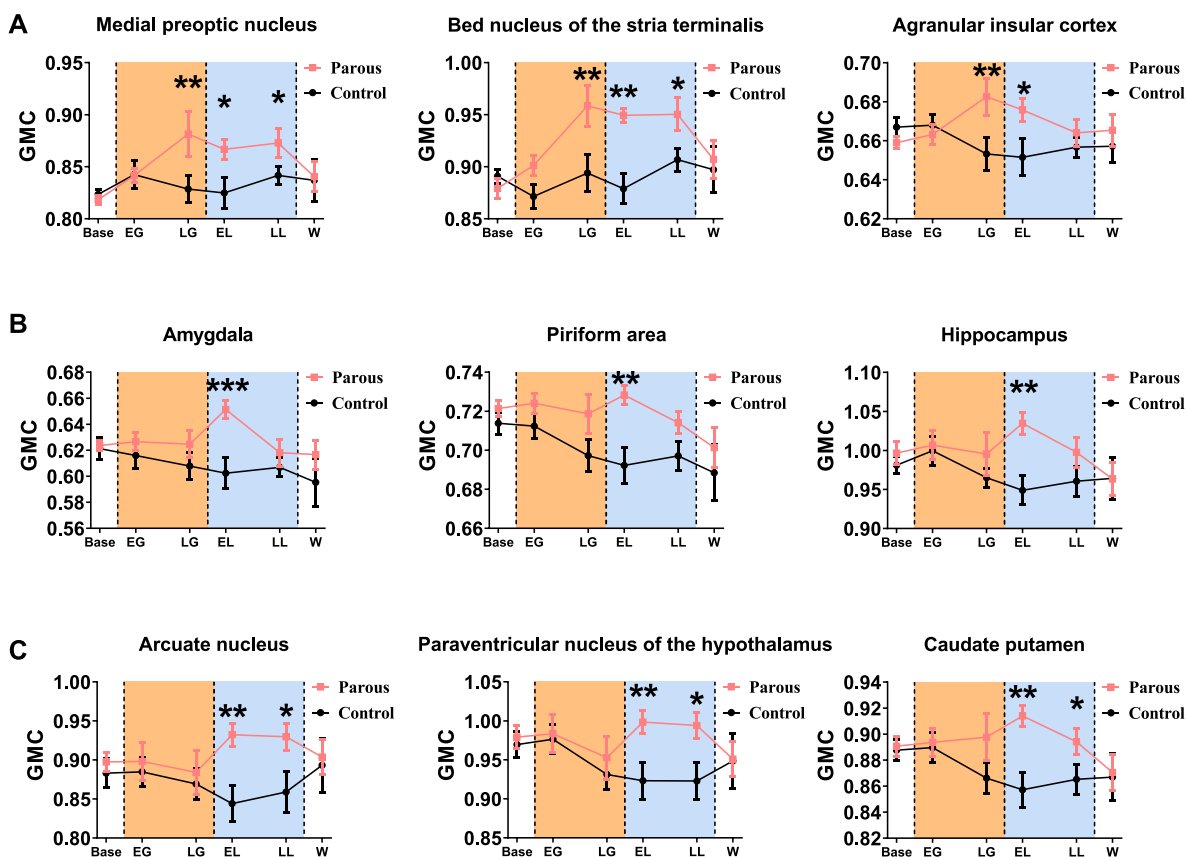 A
Medial preoptic nucleus
0.95
0.90
0.85
0.80
GMC
** * *
Parous
Control
Base EG LG EL LL W
Bed nucleus of the stria terminalis
1.00
0.95
0.90
0.85
GMC
** ** *
Parous
Control
Base EG LG EL LL W
Agranular insular cortex
0.70
0.68
0.66
0.64
0.62
GMC
** *
Parous
Control
Base EG LG EL LL W
B
Amygdala
0.68
0.66
0.64
0.62
0.60
0.58
0.56
GMC
***
Parous
Control
Base EG LG EL LL W
Piriform area
0.74
0.72
0.70
0.68
0.66
GMC
**
Parous
Control
Base EG LG EL LL W
Hippocampus
1.10
1.05
1.00
0.95
0.90
GMC
**
Parous
Control
Base EG LG EL LL W
C
Arcuate nucleus
1.00
0.95
0.90
0.85
0.80
GMC
** *
Parous
Control
Base EG LG EL LL W
Paraventricular nucleus of the hypothalamus
1.05
1.00
0.95
0.90
0.85
GMC
** *
Parous
Control
Base EG LG EL LL W
Caudate putamen
0.94
0.92
0.90
0.88
0.86
0.84
0.82
GMC
** *
Parous
Control
Base EG LG EL LL W